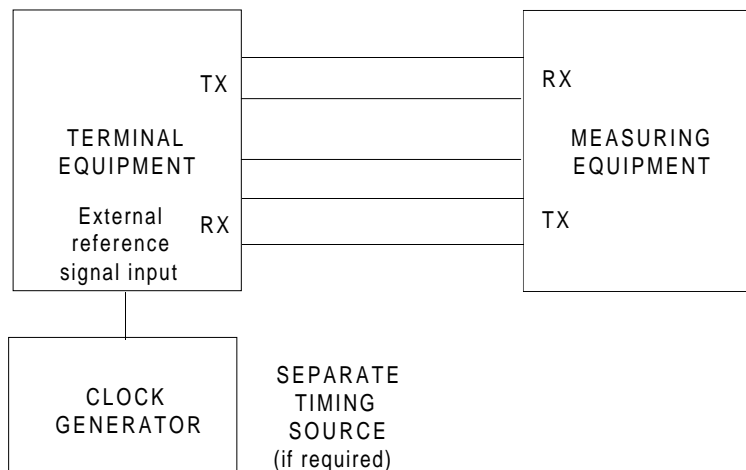 TX
RX
TERMINAL
EQUIPMENT
MEASURING
EQUIPMENT
External
reference
signal input
RX
TX
CLOCK
GENERATOR
SEPARATE
TIMING
SOURCE
(if required)